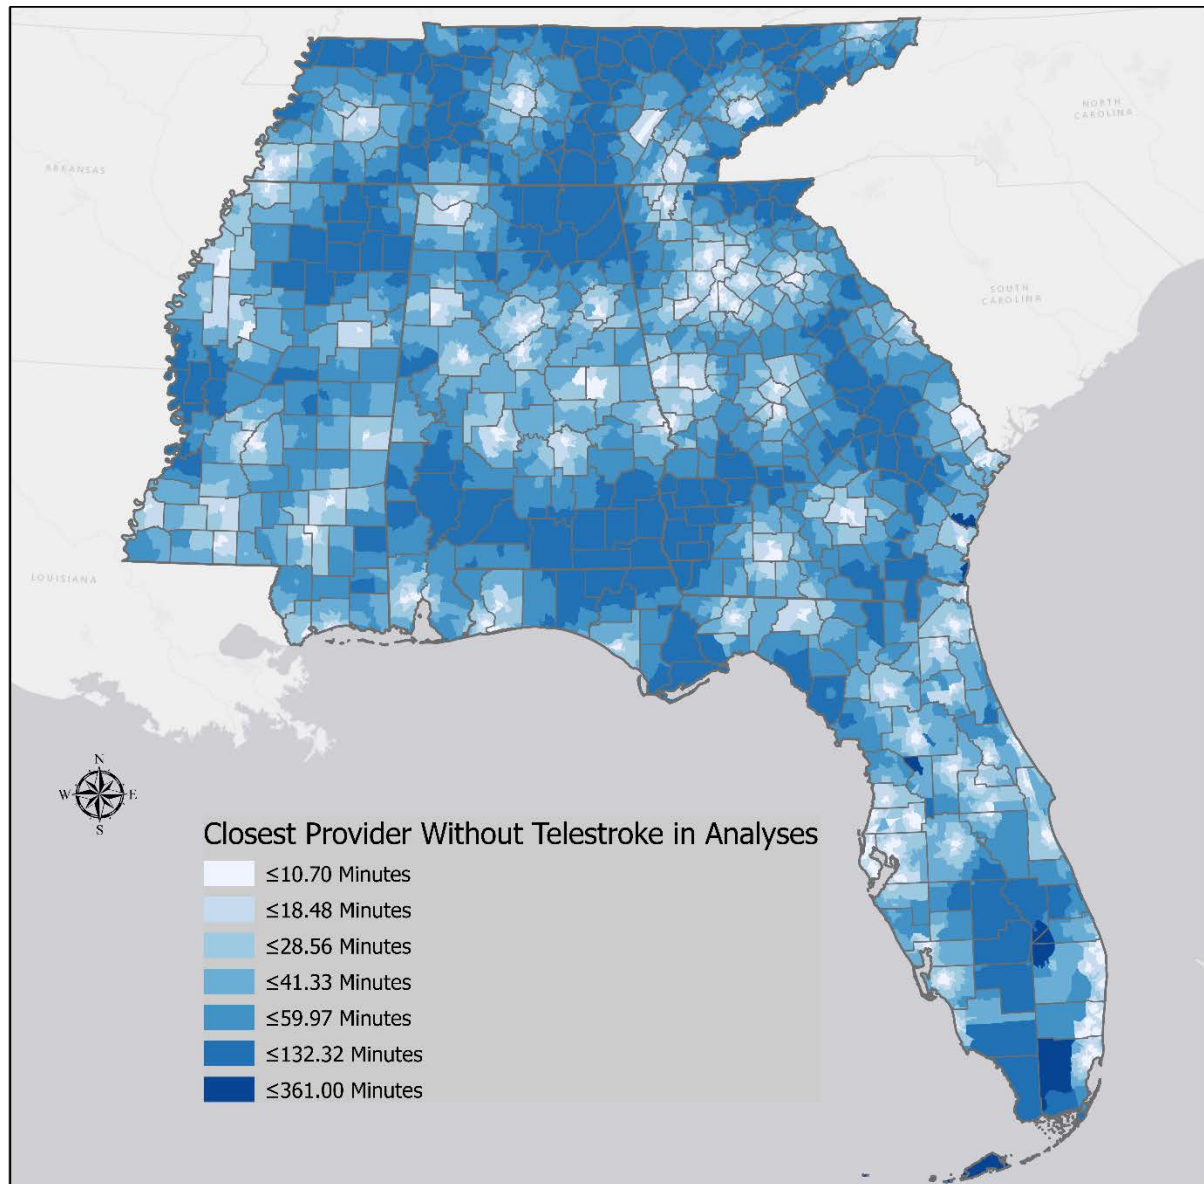 NORTH
CAROLINA
ARKANSAS
SOUTH
CAROLINA
LOUISIANA
N
W E
S
Closest Provider Without Telestroke in Analyses
≤10.70 Minutes
≤18.48 Minutes
≤28.56 Minutes
≤41.33 Minutes
≤59.97 Minutes
≤132.32 Minutes
≤361.00 Minutes